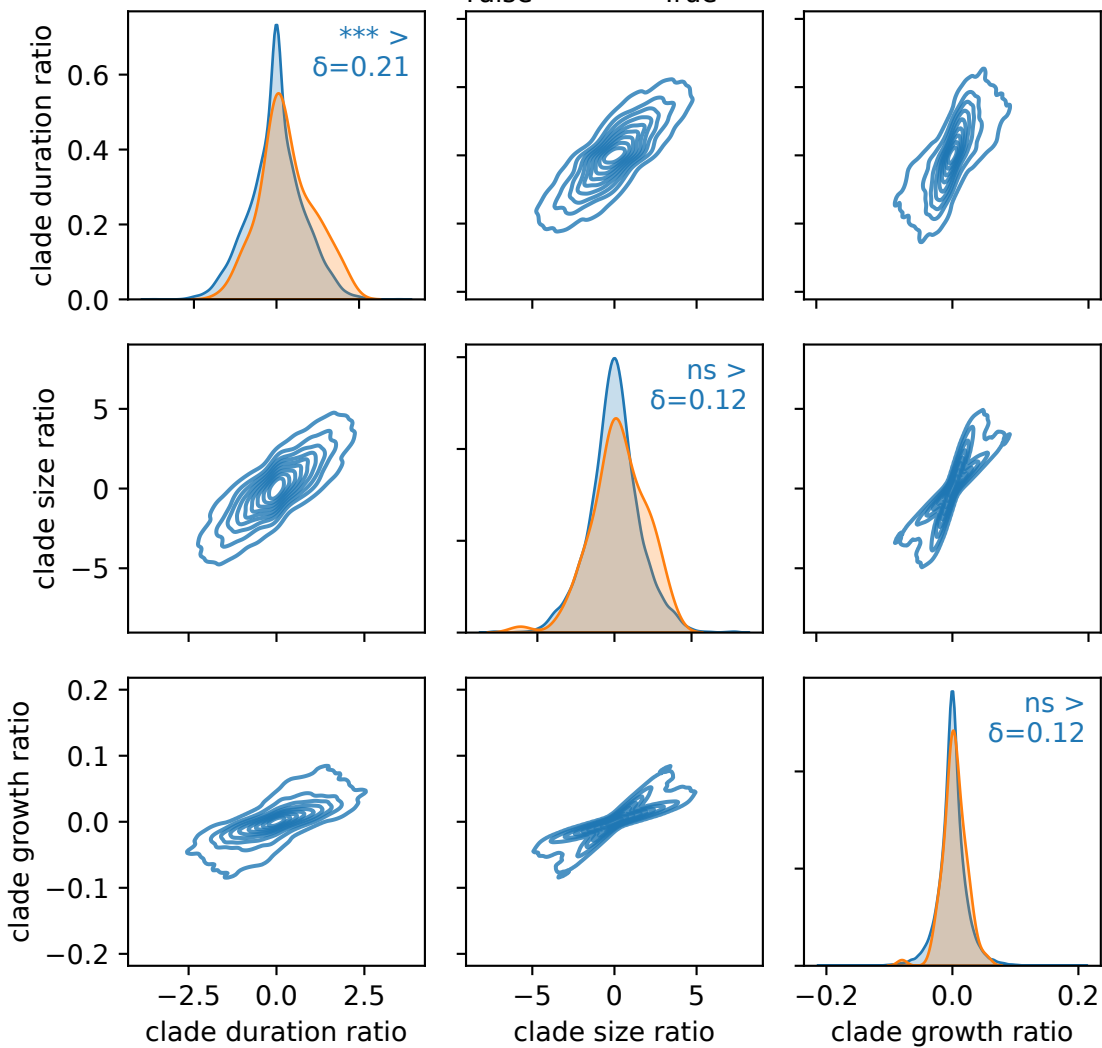 False True
clade duration ratio
0.6
0.4
0.2
0.0
*** >
δ=0.21
clade size ratio
5
0
−5
ns >
δ=0.12
clade growth ratio
0.2
0.1
0.0
−0.1
−0.2
ns >
δ=0.12
−2.5 0.0 2.5
clade duration ratio
−5 0 5
clade size ratio
−0.2 0.0 0.2
clade growth ratio